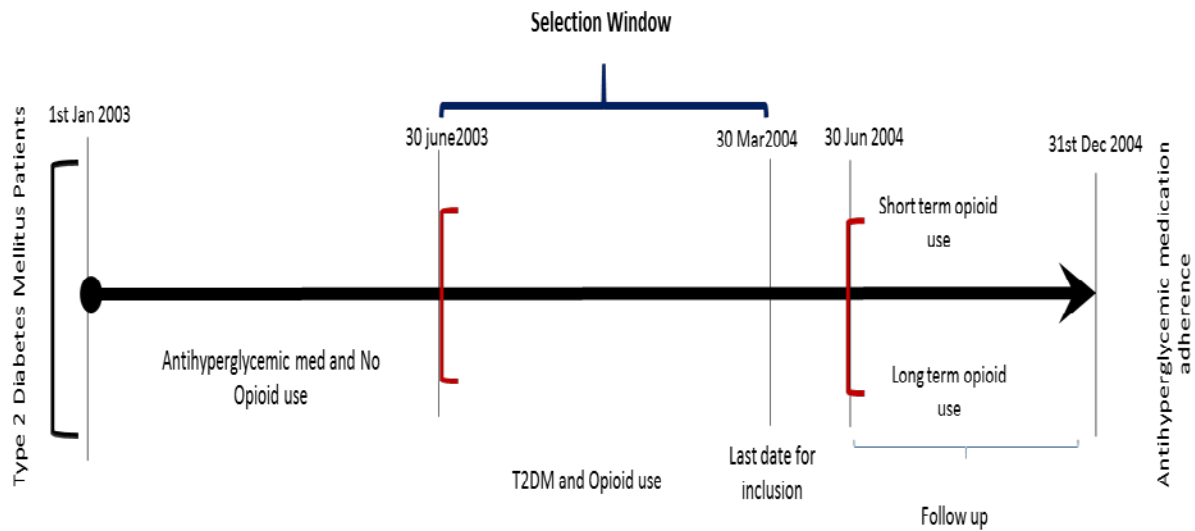 Selection Window
1st Jan 2003
30 june2003
30 Mar2004
30 Jun 2004
31st Dec 2004
Type 2 Diabetes Mellitus Patients
Short term opioid
use
Antihyperglycemic med and No
Opioid use
Long term opioid
use
Antihyperglycemic medication
adherence
T2DM and Opioid use
Last date for
inclusion
Follow up